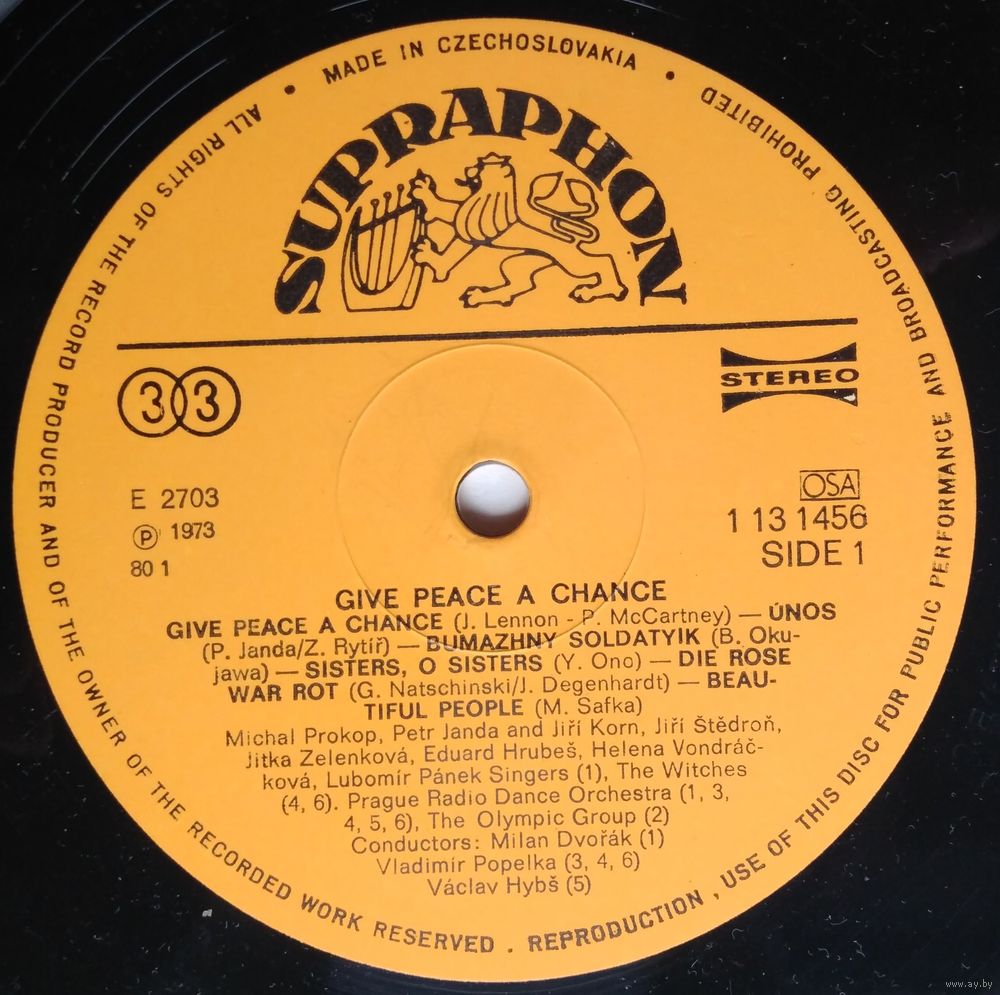 MADE IN CZECHOSLOVAKIA •
ALL RIGHTS OF THE RECORD PRODUCER AND OF THE OWNER OF THE RECORDED WORK RESERVED . REPRODUCTION , USE OF THIS DISC FOR PUBLIC PERFORMANCE AND BROADCASTING PROHIBITED •
SUPRAPHON
33
STEREO
E 2703
Ⓟ 1973
80 1
OSA
1 13 1456
SIDE 1
GIVE PEACE A CHANCE
GIVE PEACE A CHANCE (J. Lennon - P. McCartney) — ÚNOS
(P. Janda/Z. Rytíř) — BUMAZHNY SOLDATYIK (B. Oku-
jawa) — SISTERS, O SISTERS (Y. Ono) — DIE ROSE
WAR ROT (G. Natschinski/J. Degenhardt) — BEAU-
TIFUL PEOPLE (M. Safka)
Michal Prokop, Petr Janda and Jiří Korn, Jiří Štědroň,
Jitka Zelenková, Eduard Hrubeš, Helena Vondráč-
ková, Lubomír Pánek Singers (1), The Witches
(4, 6). Prague Radio Dance Orchestra (1, 3,
4, 5, 6), The Olympic Group (2)
Conductors: Milan Dvořák (1)
Vladimír Popelka (3, 4, 6)
Václav Hybš (5)
www.ay.by